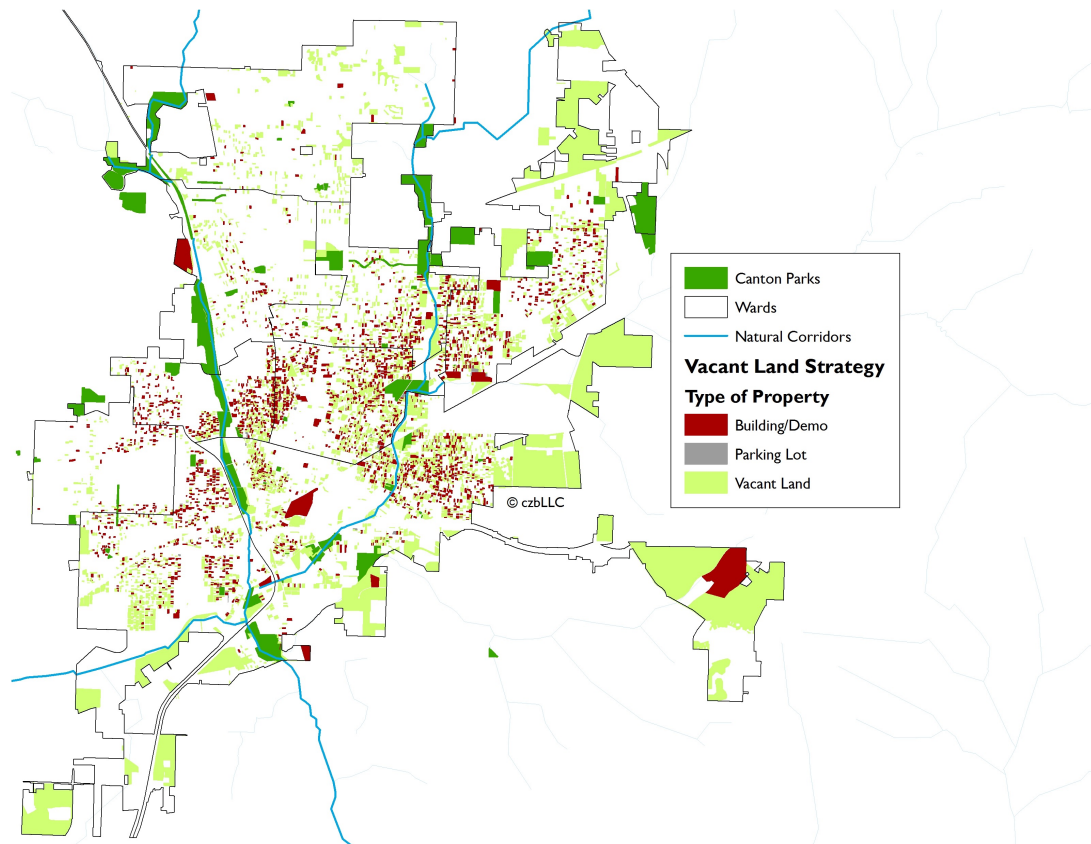 Canton Parks
Wards
Natural Corridors
Vacant Land Strategy
Type of Property
Building/Demo
Parking Lot
Vacant Land
© czbLLC